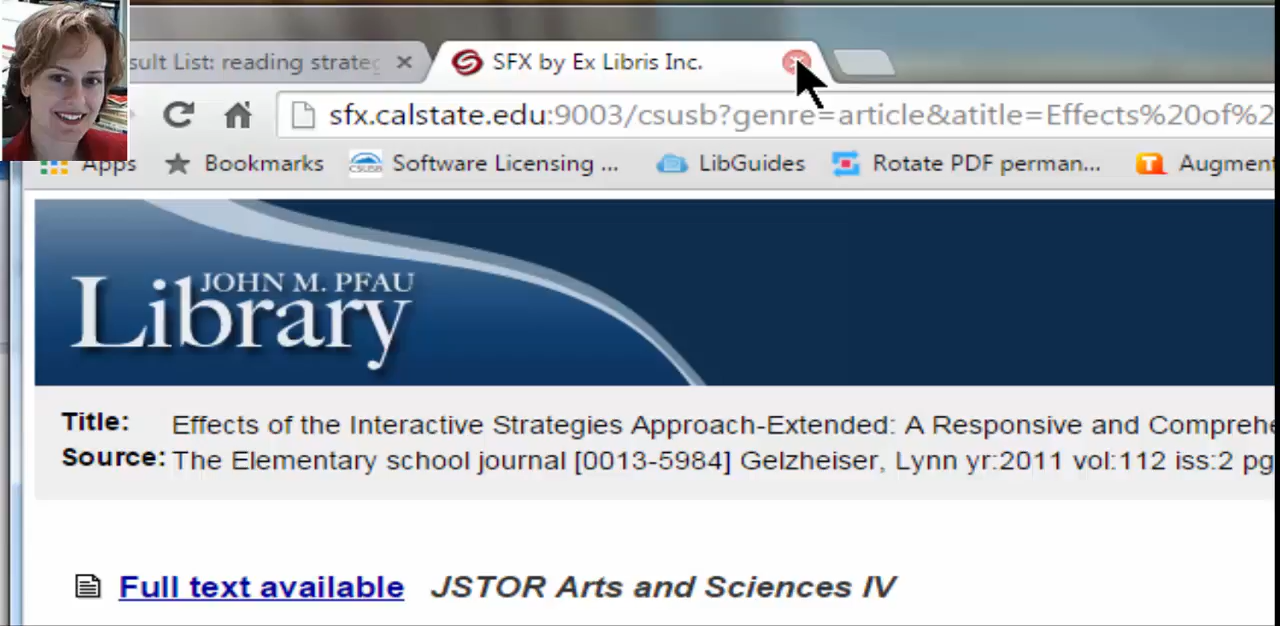 sult List: reading strateg
SFX by Ex Libris Inc.
sfx.calstate.edu:9003/csusb?genre=article&atitle=Effects%20of%2
Apps Bookmarks Software Licensing ... LibGuides Rotate PDF perman... Augment
JOHN M. PFAU
Library
Title: Effects of the Interactive Strategies Approach-Extended: A Responsive and Comprehe
Source: The Elementary school journal [0013-5984] Gelzheiser, Lynn yr:2011 vol:112 iss:2 pg
Full text available JSTOR Arts and Sciences IV